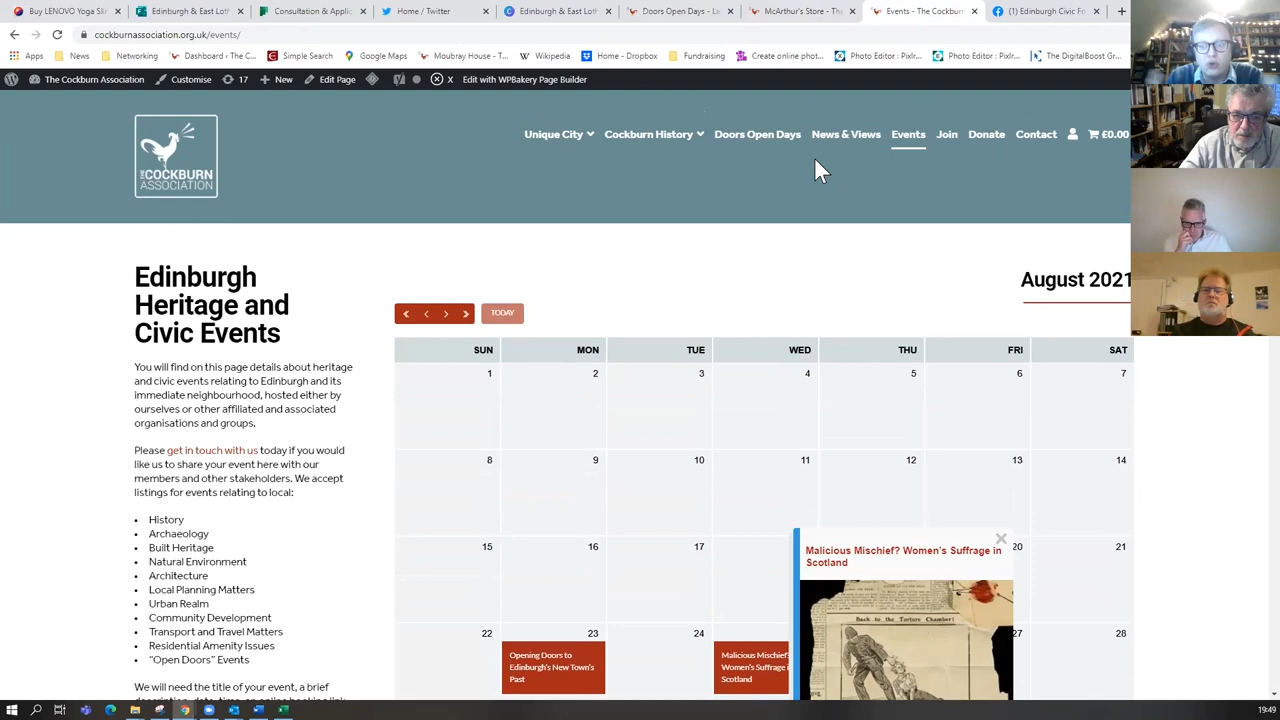 Buy LENOVO Yoga Sli
Edinburgh & East Loth
Consultation & Applic
Home / Twitter
Edinburgh & East Loth
Doors Open Days - La
McArthur's Store - Th
Events - The Cockburn
(1) Edinburgh Civic Fo
cockburnassociation.org.uk/events/
Apps
News
Networking
Dashboard ‹ The C...
Simple Search
Google Maps
Moubray House - T...
Wikipedia
Home - Dropbox
Fundraising
Create online phot...
Photo Editor : Pixlr...
Photo Editor : Pixlr...
The DigitalBoost Gr...
The Cockburn Association
Customise
17
New
Edit Page
X
Edit with WPBakery Page Builder
THE
COCKBURN
ASSOCIATION
Unique City
Cockburn History
Doors Open Days
News & Views
Events
Join
Donate
Contact
£0.00
Edinburgh
Heritage and
Civic Events
You will find on this page details about heritage
and civic events relating to Edinburgh and its
immediate neighbourhood, hosted either by
ourselves or other affiliated and associated
organisations and groups.
Please get in touch with us today if you would
like us to share your event here with our
members and other stakeholders. We accept
listings for events relating to local:
• History
• Archaeology
• Built Heritage
• Natural Environment
• Architecture
• Local Planning Matters
• Urban Realm
• Community Development
• Transport and Travel Matters
• Residential Amenity Issues
• “Open Doors” Events
We will need the title of your event, a brief
August 2021
TODAY
SUN MON TUE WED THU FRI SAT
1 2 3 4 5 6 7
8 9 10 11 12 13 14
15 16 17 20 21
22 23 24 27 28
Opening Doors to
Edinburgh's New Town's
Past
Malicious Mischief?
Women's Suffrage i
Scotland
Malicious Mischief? Women's Suffrage in
Scotland
Back to the Torture Chamber!
19:49